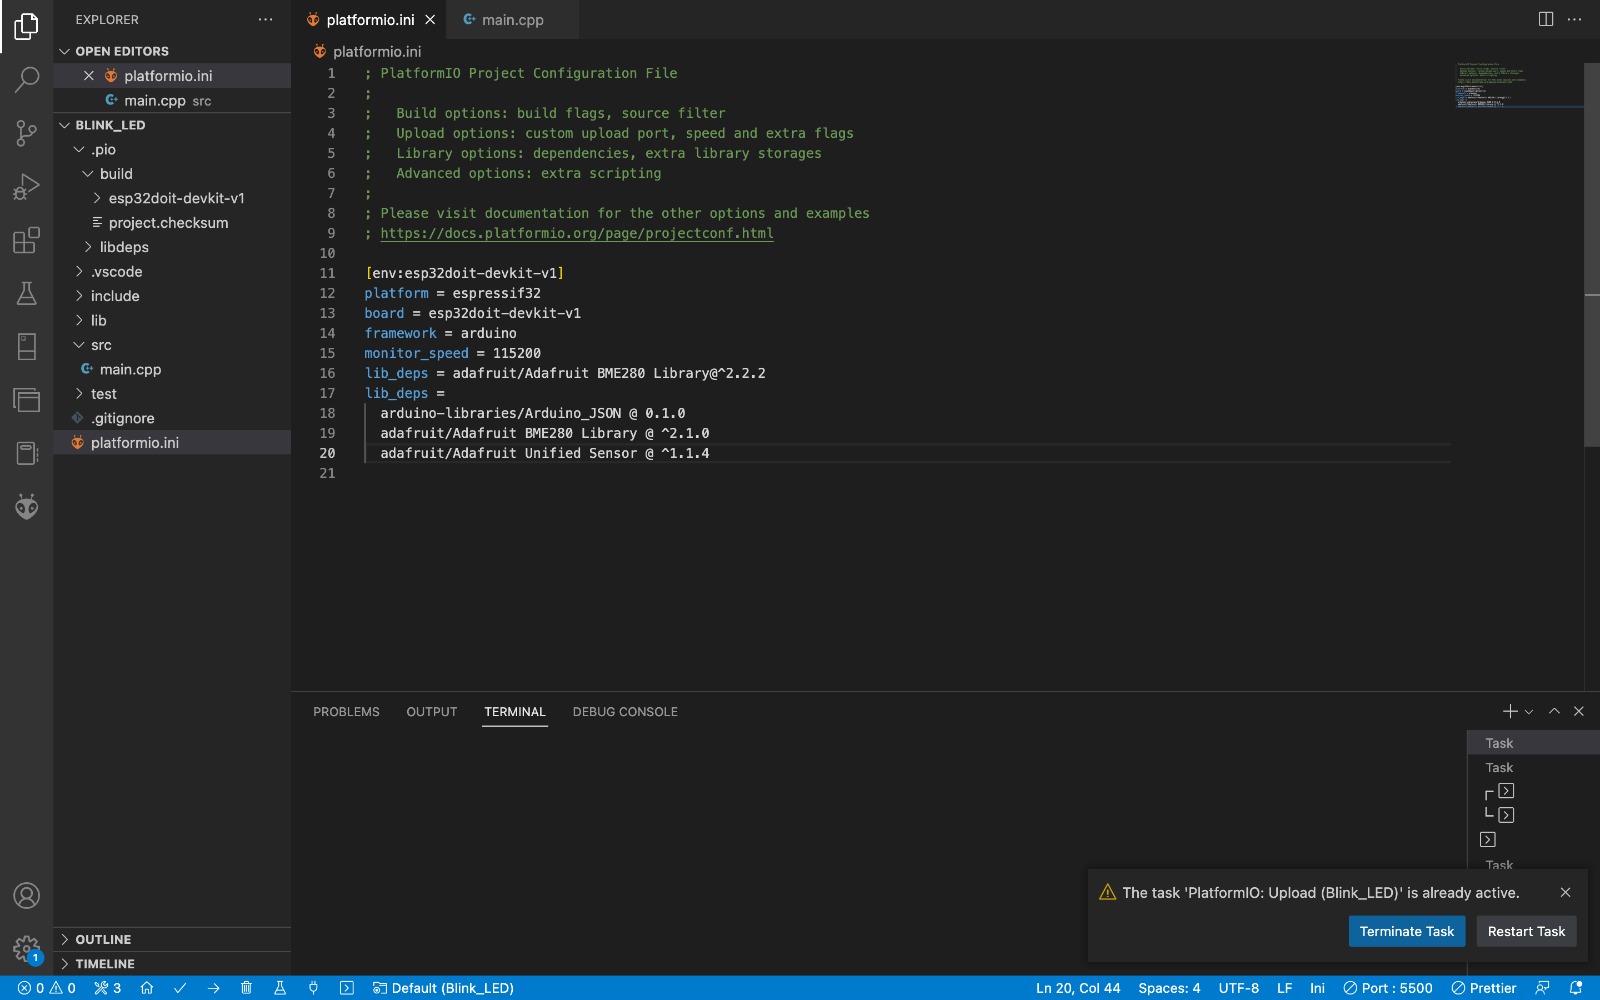 EXPLORER
OPEN EDITORS
platformio.ini
main.cpp src
BLINK_LED
.pio
build
esp32doit-devkit-v1
project.checksum
libdeps
.vscode
include
lib
src
main.cpp
test
.gitignore
platformio.ini
OUTLINE
TIMELINE
platformio.ini
main.cpp
platformio.ini
1 ; PlatformIO Project Configuration File
2 ;
3 ;   Build options: build flags, source filter
4 ;   Upload options: custom upload port, speed and extra flags
5 ;   Library options: dependencies, extra library storages
6 ;   Advanced options: extra scripting
7 ;
8 ; Please visit documentation for the other options and examples
9 ; https://docs.platformio.org/page/projectconf.html
10
11 [env:esp32doit-devkit-v1]
12 platform = espressif32
13 board = esp32doit-devkit-v1
14 framework = arduino
15 monitor_speed = 115200
16 lib_deps = adafruit/Adafruit BME280 Library@^2.2.2
17 lib_deps =
18   arduino-libraries/Arduino_JSON @ 0.1.0
19   adafruit/Adafruit BME280 Library @ ^2.1.0
20   adafruit/Adafruit Unified Sensor @ ^1.1.4
21
PROBLEMS OUTPUT TERMINAL DEBUG CONSOLE
Task
Task
Task
The task 'PlatformIO: Upload (Blink_LED)' is already active.
Terminate Task Restart Task
1
0 0 3 Default (Blink_LED) Ln 20, Col 44 Spaces: 4 UTF-8 LF Ini Port : 5500 Prettier